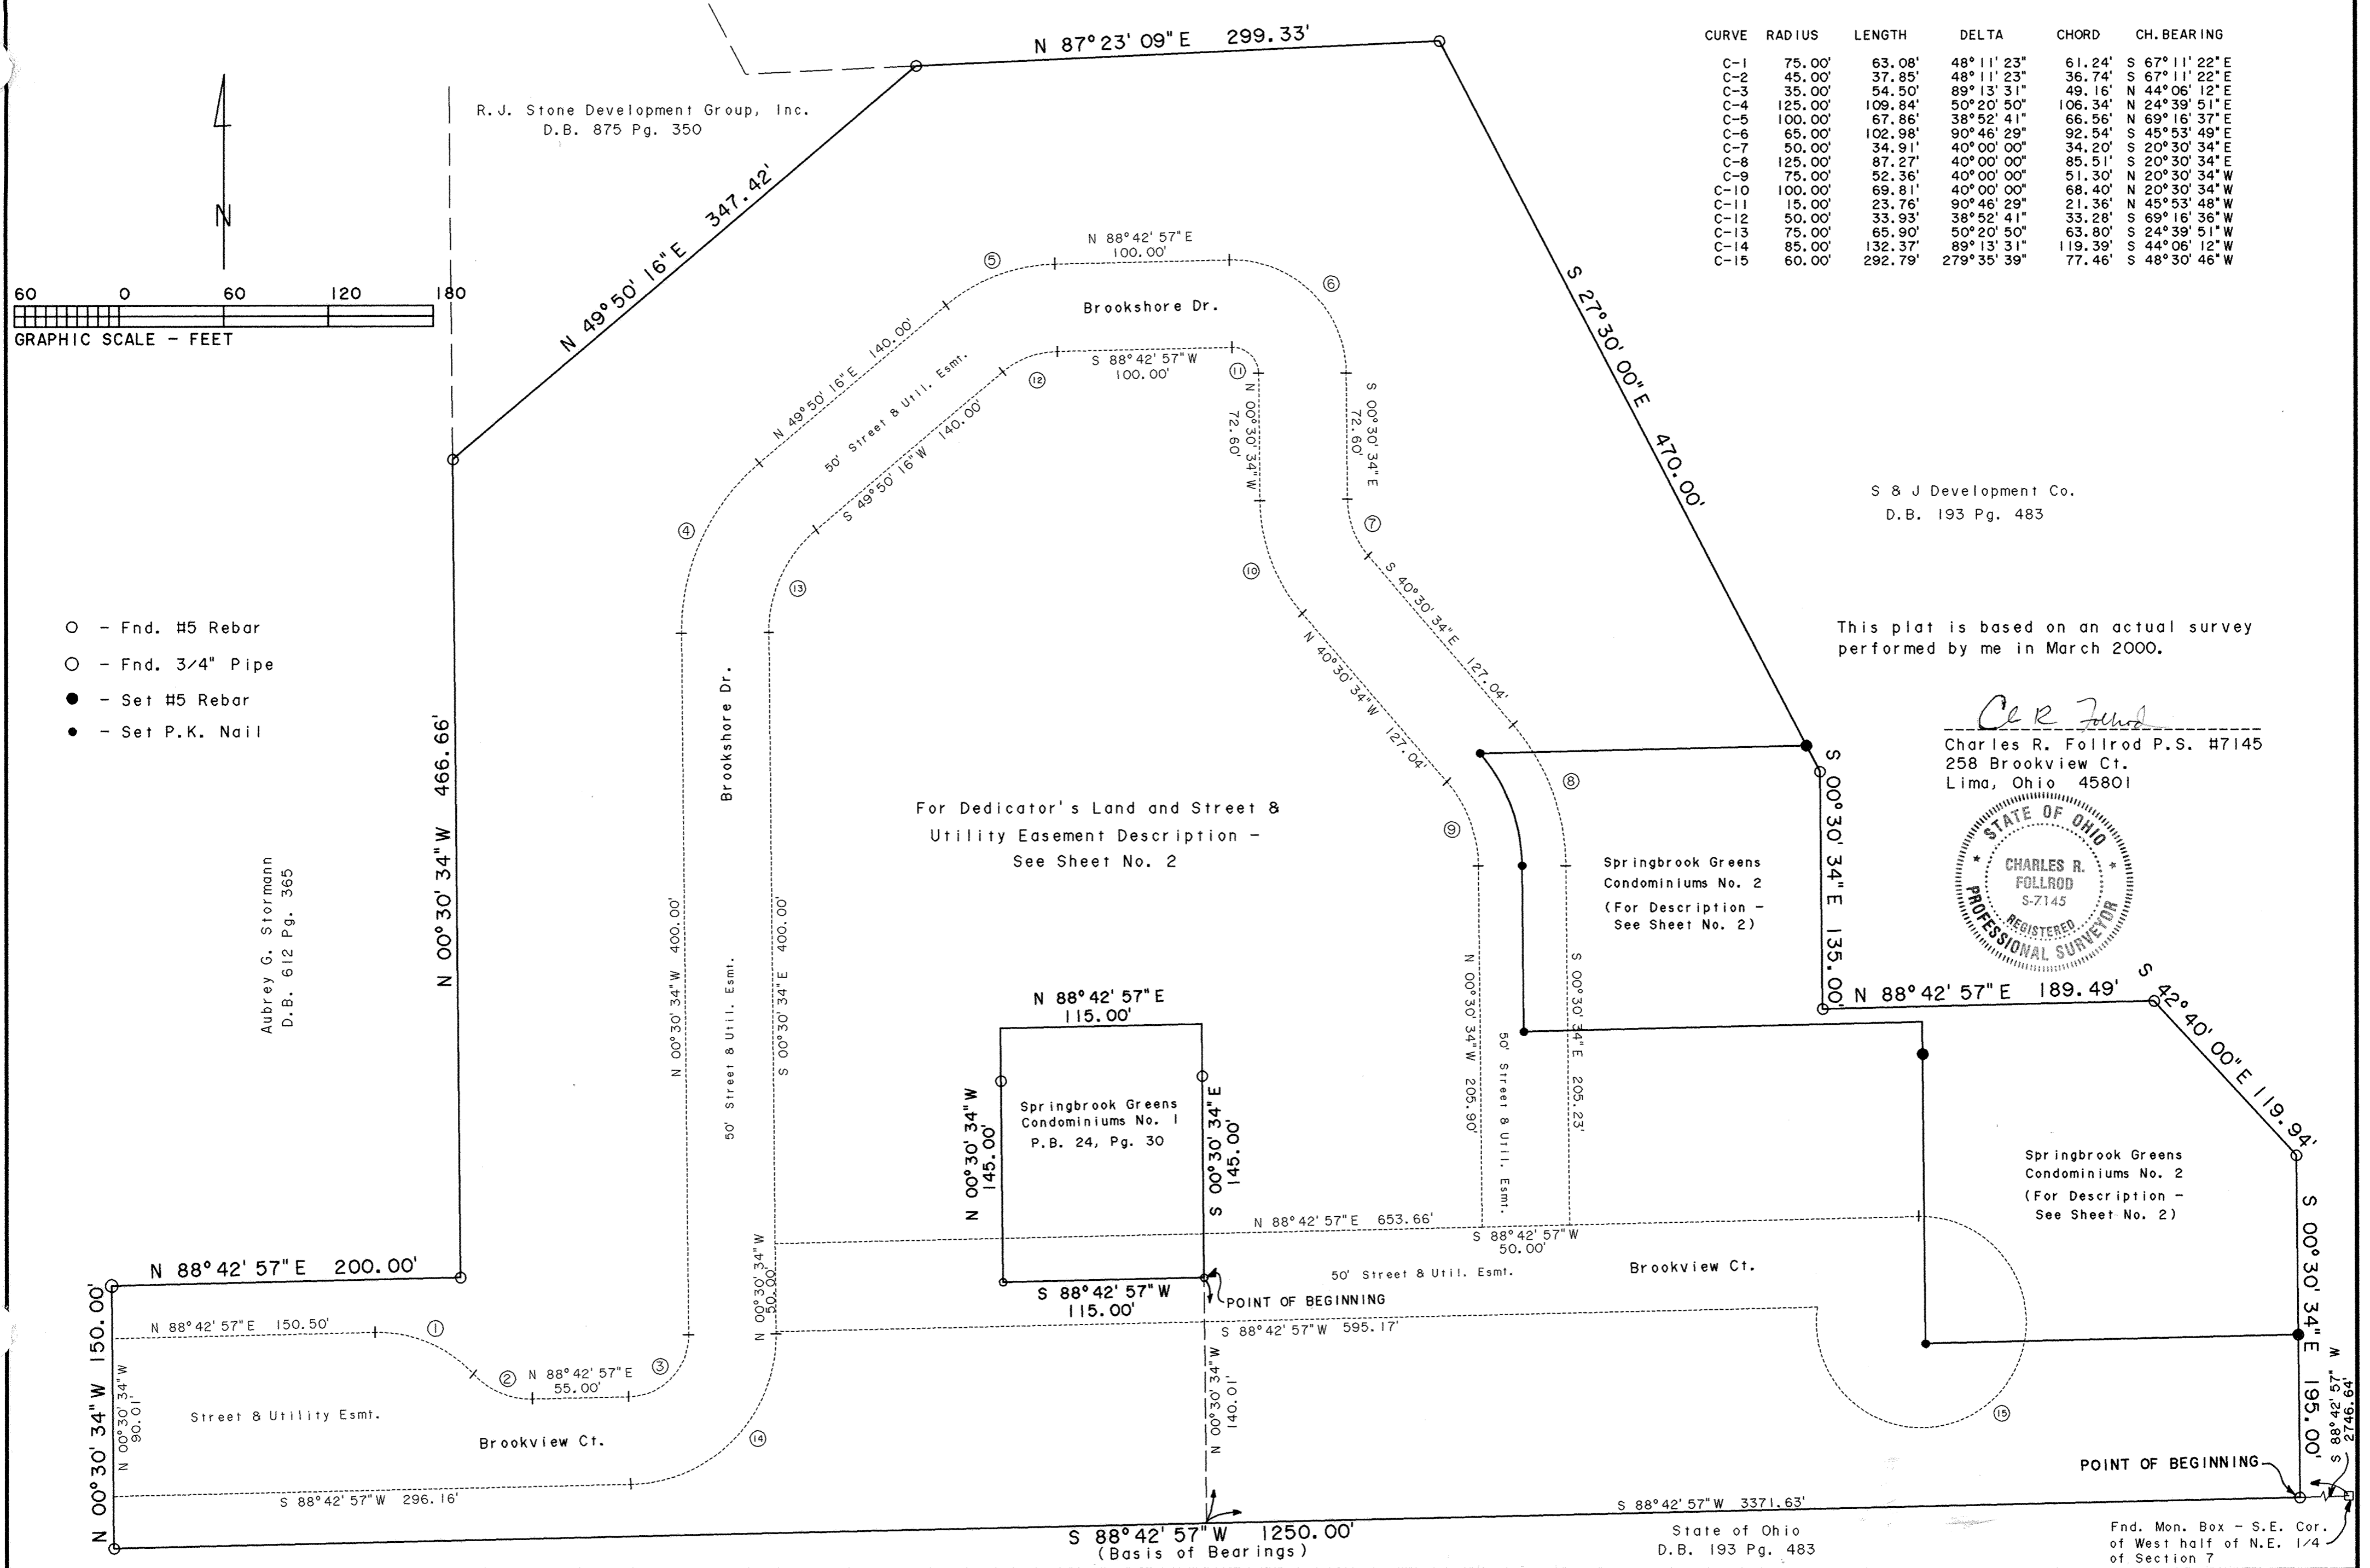 N 87°23'09"E 299.33'
R.J. Stone Development Group, Inc.
D.B. 875 Pg. 350
N
60 0 60 120 180
GRAPHIC SCALE - FEET
N 49°50'16"E 347.42'
CURVE RADIUS LENGTH DELTA CHORD CH.BEARING
C-1 75.00' 63.08' 48°11'23" 61.24' S 67°11'22"E
C-2 45.00' 37.85' 48°11'23" 36.74' S 67°11'22"E
C-3 35.00' 54.50' 89°13'31" 49.16' N 44°06'12"E
C-4 125.00' 109.84' 50°20'50" 106.34' N 24°39'51"E
C-5 100.00' 67.86' 38°52'41" 66.56' N 69°16'37"E
C-6 65.00' 102.98' 90°46'29" 92.54' S 45°53'49"E
C-7 50.00' 34.91' 40°00'00" 34.20' S 20°30'34"E
C-8 125.00' 87.27' 40°00'00" 85.51' S 20°30'34"E
C-9 75.00' 52.36' 40°00'00" 51.30' N 20°30'34"W
C-10 100.00' 69.81' 40°00'00" 68.40' N 20°30'34"W
C-11 15.00' 23.76' 90°46'29" 21.36' N 45°53'48"W
C-12 50.00' 33.93' 38°52'41" 33.28' S 69°16'36"W
C-13 75.00' 65.90' 50°20'50" 63.80' S 24°39'51"W
C-14 85.00' 132.37' 89°13'31" 119.39' S 44°06'12"W
C-15 60.00' 292.79' 279°35'39" 77.46' S 48°30'46"W
S 27°30'00"E 470.00'
5
N 88°42'57"E
100.00'
6
Brookshore Dr.
N 49°50'16"E 140.00'
50' Street & Util. Esmt.
S 49°50'16"W 140.00'
12
S 88°42'57"W
100.00'
11
N 00°30'34"W
72.60'
S 00°30'34"E
72.60'
4
13
7
10
S 40°30'34"E 127.04'
N 40°30'34"W 127.04'
8
9
S & J Development Co.
D.B. 193 Pg. 483
This plat is based on an actual survey
performed by me in March 2000.
Charles R. Follrod P.S. #7145
258 Brookview Ct.
Lima, Ohio 45801
STATE OF OHIO
CHARLES R.
FOLLROD
S-7145
REGISTERED
PROFESSIONAL SURVEYOR
- Fnd. #5 Rebar
- Fnd. 3/4" Pipe
- Set #5 Rebar
- Set P.K. Nail
N 00°30'34"W 466.66'
Aubrey G. Stormann
D.B. 612 Pg. 365
Brookshore Dr.
N 00°30'34"W 400.00'
50' Street & Util. Esmt.
S 00°30'34"E 400.00'
For Dedicator's Land and Street &
Utility Easement Description -
See Sheet No. 2
Springbrook Greens
Condominiums No. 2
(For Description -
See Sheet No. 2)
S 00°30'34"E 135.00'
N 88°42'57"E 189.49'
S 42°40'00"E 119.94'
N 88°42'57"E
115.00'
N 00°30'34"W
145.00'
Springbrook Greens
Condominiums No. 1
P.B. 24, Pg. 30
S 00°30'34"E
145.00'
S 88°42'57"W
115.00'
POINT OF BEGINNING
N 00°30'34"W 205.90'
50' Street & Util. Esmt.
S 00°30'34"E 205.23'
Springbrook Greens
Condominiums No. 2
(For Description -
See Sheet No. 2)
S 00°30'34"E 195.00'
N 88°42'57"E 653.66'
S 88°42'57"W
50.00'
50' Street & Util. Esmt.
Brookview Ct.
S 88°42'57"W 595.17'
N 00°30'34"W
50.00'
N 88°42'57"E 200.00'
N 00°30'34"W 150.00'
N 88°42'57"E 150.50'
1
2
N 88°42'57"E
55.00'
3
N 00°30'34"W
90.01'
Street & Utility Esmt.
Brookview Ct.
14
S 88°42'57"W 296.16'
N 00°30'34"W
140.01'
15
S 88°42'57"W
2746.64'
POINT OF BEGINNING
S 88°42'57"W 3371.63'
S 88°42'57"W 1250.00'
(Basis of Bearings)
State of Ohio
D.B. 193 Pg. 483
Fnd. Mon. Box - S.E. Cor.
of West half of N.E. 1/4
of Section 7